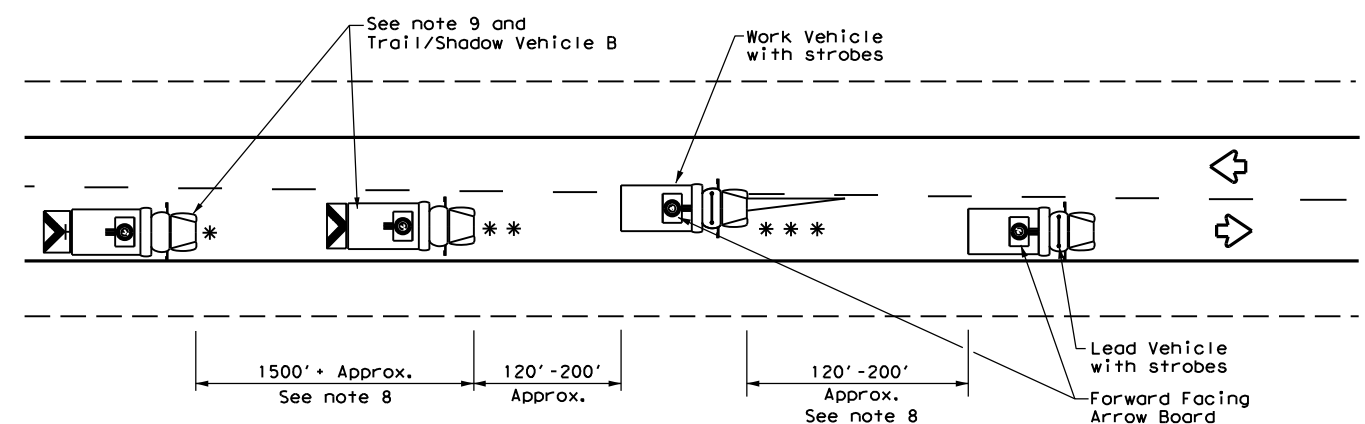 See note 9 and
Trail/Shadow Vehicle B
Work Vehicle
with strobes
*
* *
* * *
1500'+ Approx.
See note 8
120'-200'
Approx.
120'-200'
Approx.
See note 8
Lead Vehicle
with strobes
Forward Facing
Arrow Board